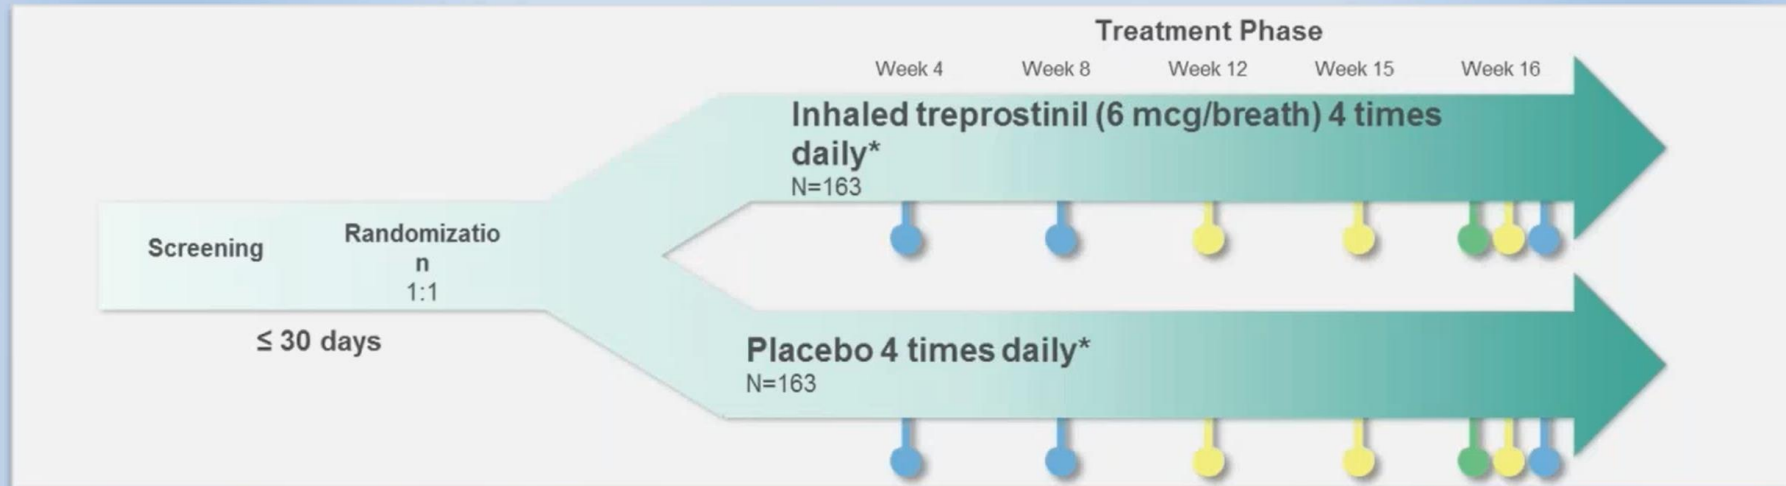 Treatment Phase
Week 4 Week 8 Week 12 Week 15 Week 16
Inhaled treprostinil (6 mcg/breath) 4 times
daily*
N=163
Screening
Randomizatio
n
1:1
≤ 30 days
Placebo 4 times daily*
N=163